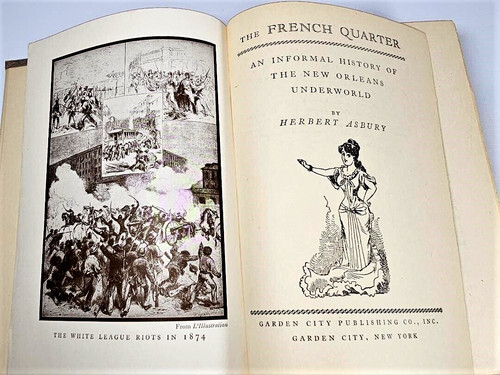 From L'Illustration
THE WHITE LEAGUE RIOTS IN 1874
THE FRENCH QUARTER
AN INFORMAL HISTORY OF
THE NEW ORLEANS
UNDERWORLD
BY
HERBERT ASBURY
GARDEN CITY PUBLISHING CO., INC.
GARDEN CITY, NEW YORK